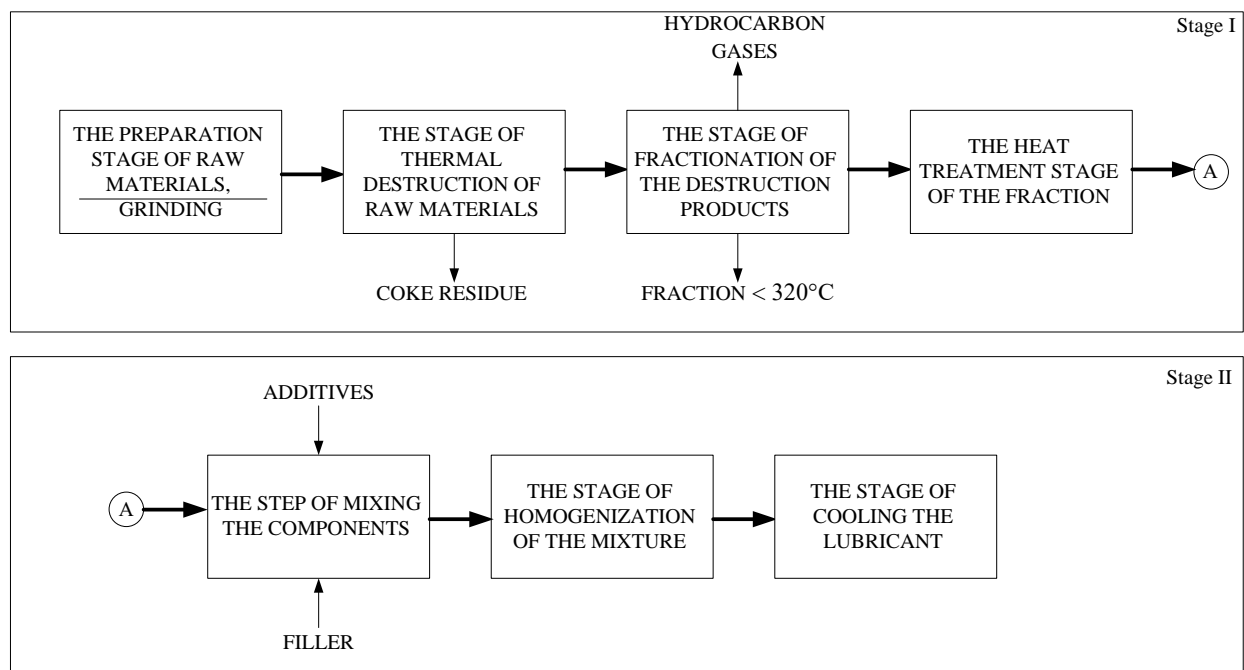 Stage I
HYDROCARBON
GASES
THE PREPARATION
STAGE OF RAW
MATERIALS,
GRINDING
THE STAGE OF
THERMAL
DESTRUCTION OF
RAW MATERIALS
THE STAGE OF
FRACTIONATION OF
THE DESTRUCTION
PRODUCTS
THE HEAT
TREATMENT STAGE
OF THE FRACTION
A
COKE RESIDUE
FRACTION < 320°C
Stage II
ADDITIVES
A
THE STEP OF MIXING
THE COMPONENTS
THE STAGE OF
HOMOGENIZATION
OF THE MIXTURE
THE STAGE OF
COOLING THE
LUBRICANT
FILLER